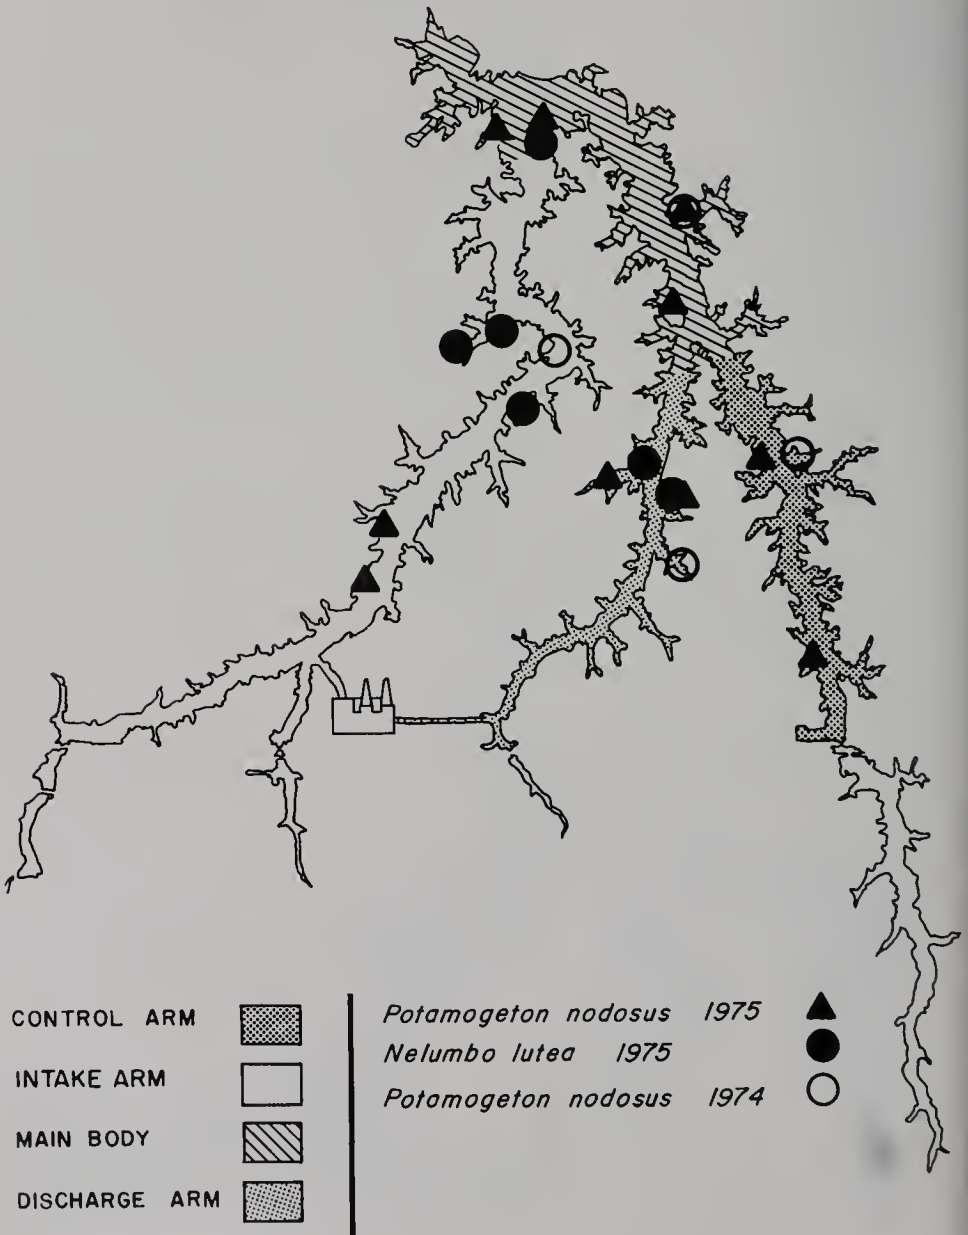 CONTROL ARM
INTAKE ARM
MAIN BODY
DISCHARGE ARM
Potamogeton nodosus 1975
Nelumbo lutea 1975
Potamogeton nodosus 1974